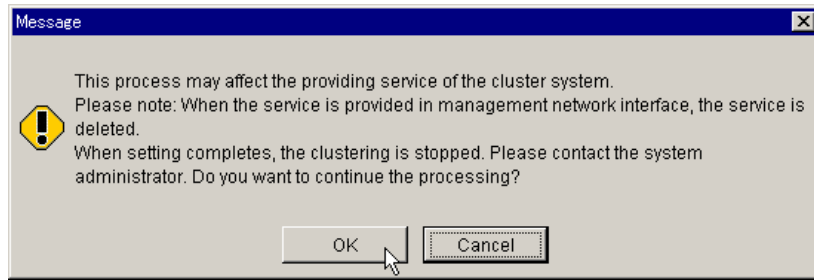 Message
This process may affect the providing service of the cluster system.
Please note: When the service is provided in management network interface, the service is
deleted.
When setting completes, the clustering is stopped. Please contact the system
administrator. Do you want to continue the processing?
OK Cancel